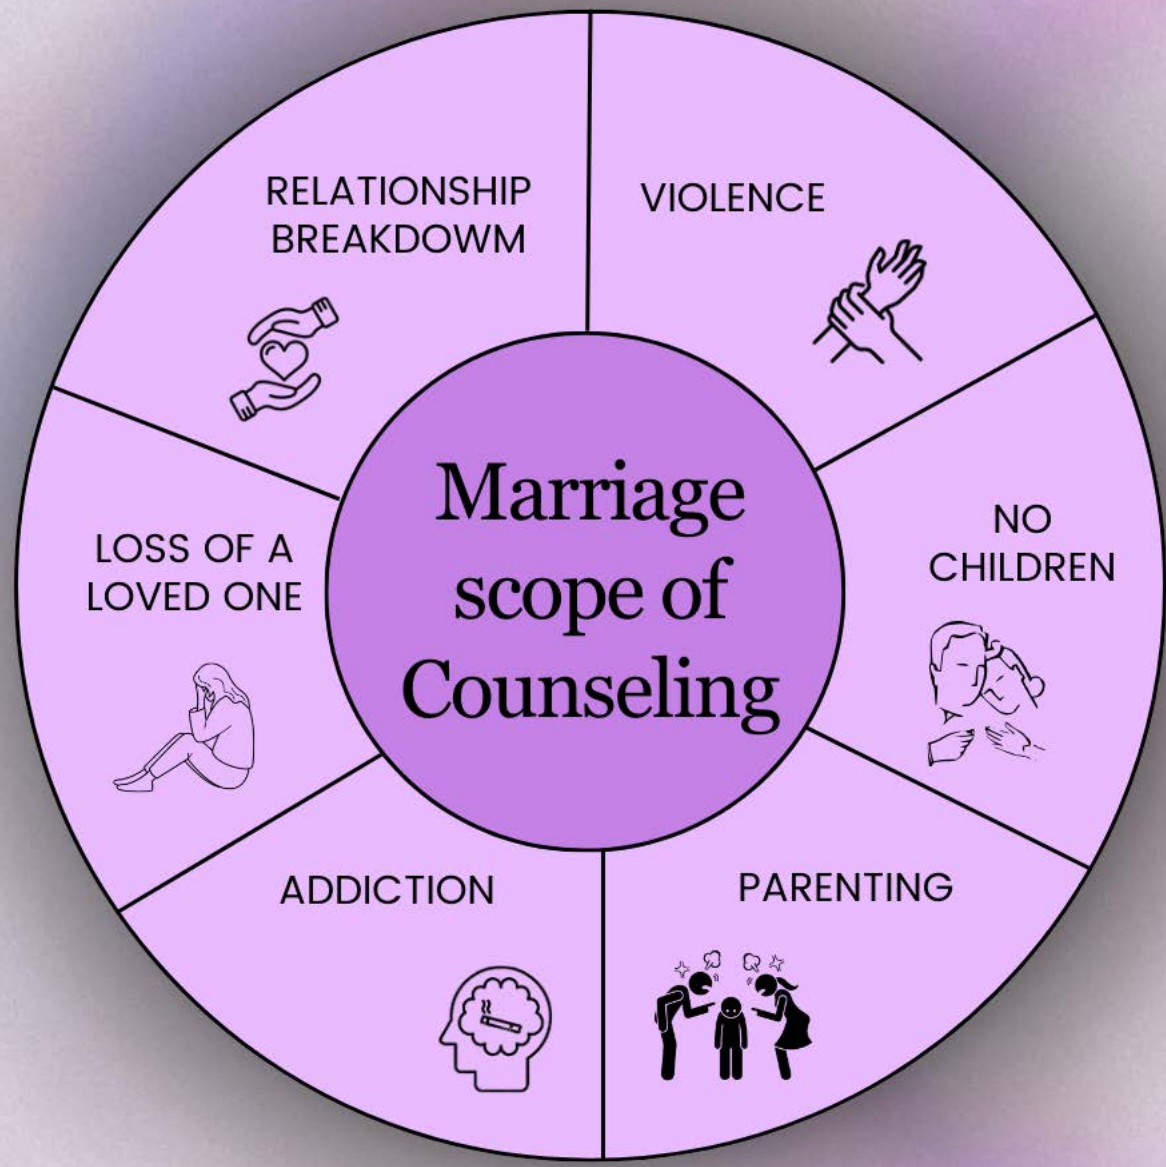 RELATIONSHIP
BREAKDOWM
VIOLENCE
LOSS OF A
LOVED ONE
Marriage
scope of
Counseling
NO
CHILDREN
ADDICTION
PARENTING